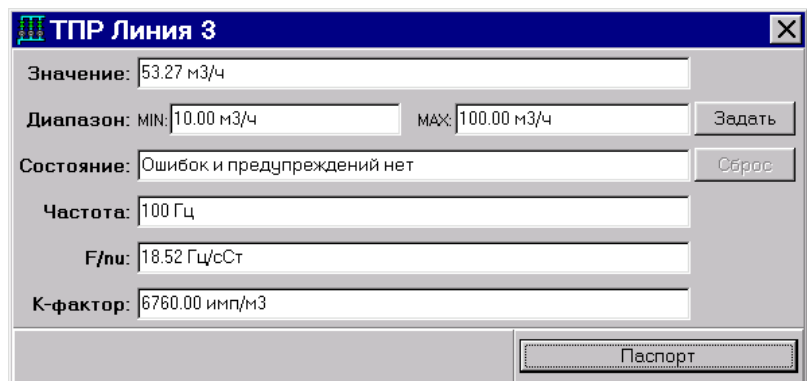 ТПР Линия 3
Значение: 53.27 м3/ч
Диапазон: MIN: 10.00 м3/ч MAX: 100.00 м3/ч Задать
Состояние: Ошибок и предупреждений нет Сброс
Частота: 100 Гц
F/nu: 18.52 Гц/сСт
К-фактор: 6760.00 имп/м3
Паспорт